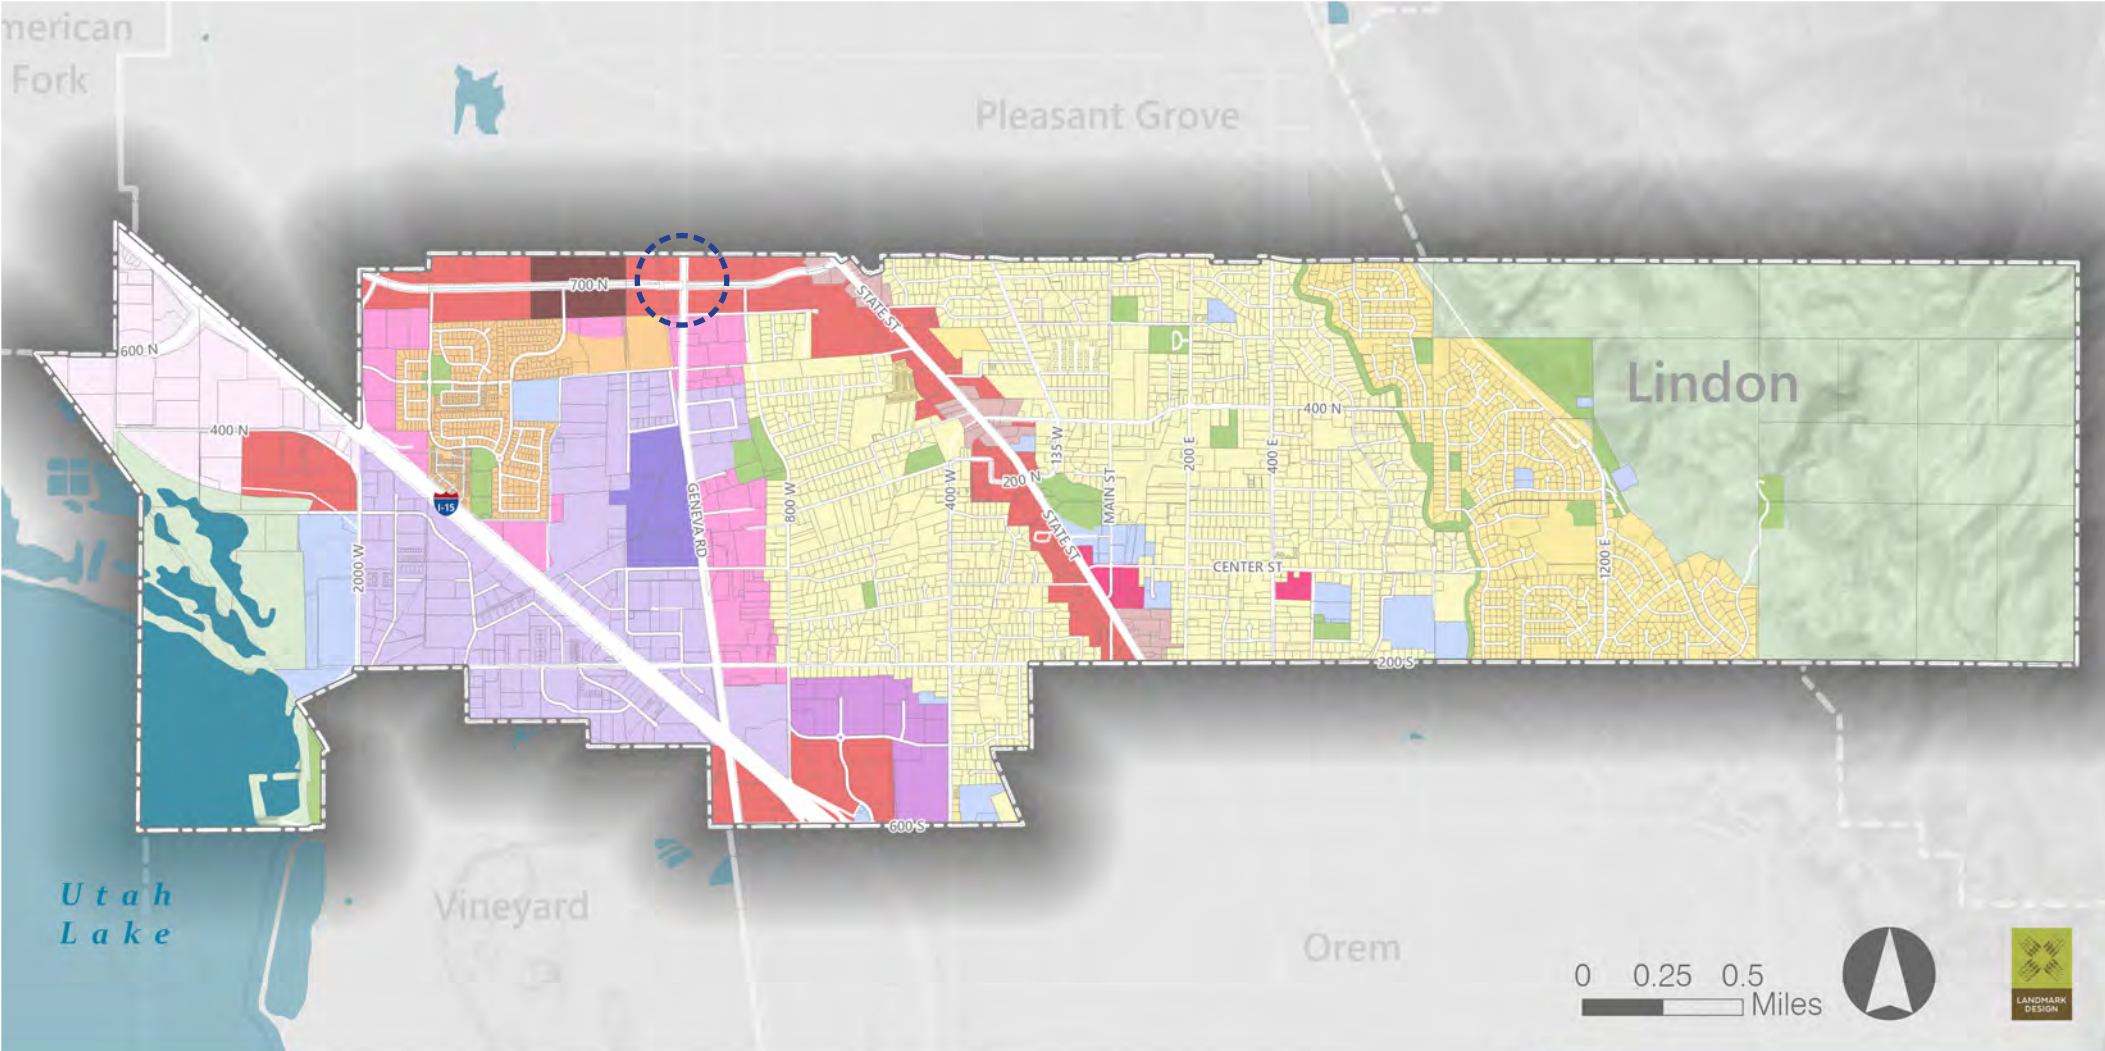 merican
Fork
Pleasant Grove
700 N
STATE ST
600 N
Lindon
400 N
400 N
135 W
200 E
400 E
I-15
GENEVA RD
800 W
400 W
200 N
MAIN ST
STATE ST
2000 W
CENTER ST
1200 E
200 S
600 S
Utah
Lake
Vineyard
Orem
0 0.25 0.5
Miles
LANDMARK
DESIGN